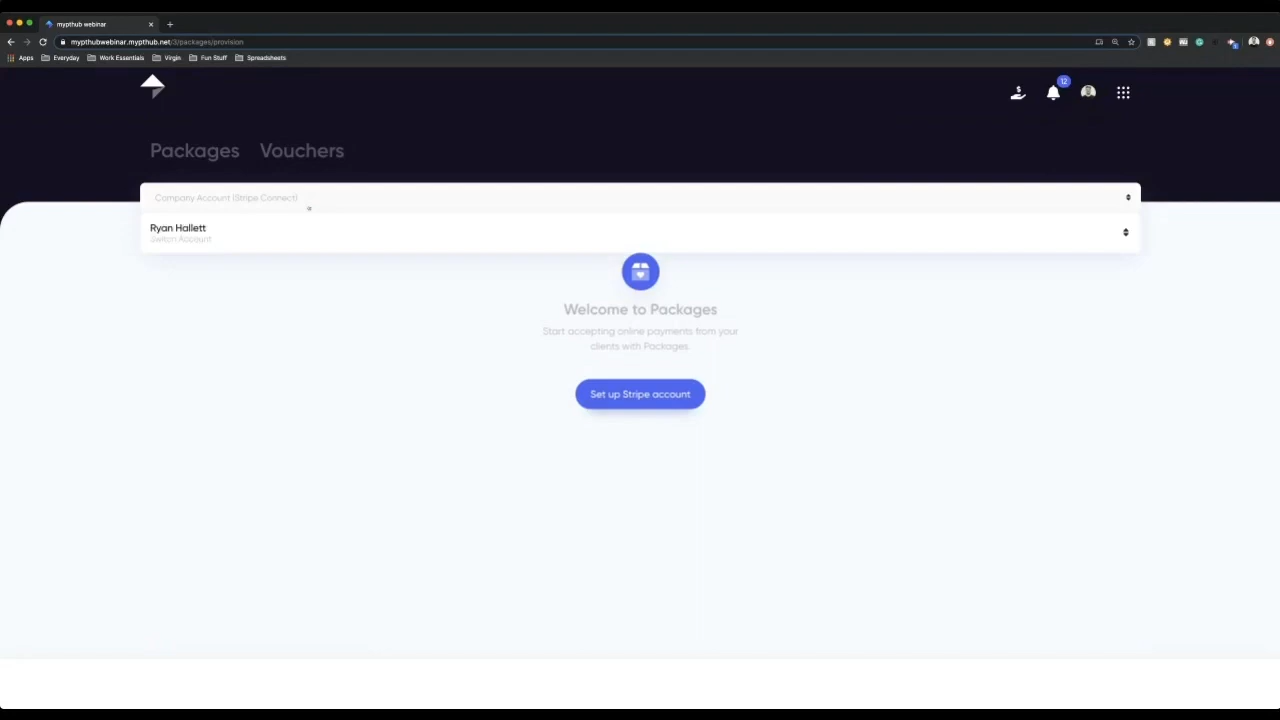 mypthub webinar
mypthubwebinar.mypthub.net/3/packages/provision
Apps Everyday Work Essentials Virgin Fun Stuff Spreadsheets
12
Packages Vouchers
Company Account (Stripe Connect)
Ryan Hallett
Switch Account
Welcome to Packages
Start accepting online payments from your
clients with Packages.
Set up Stripe account